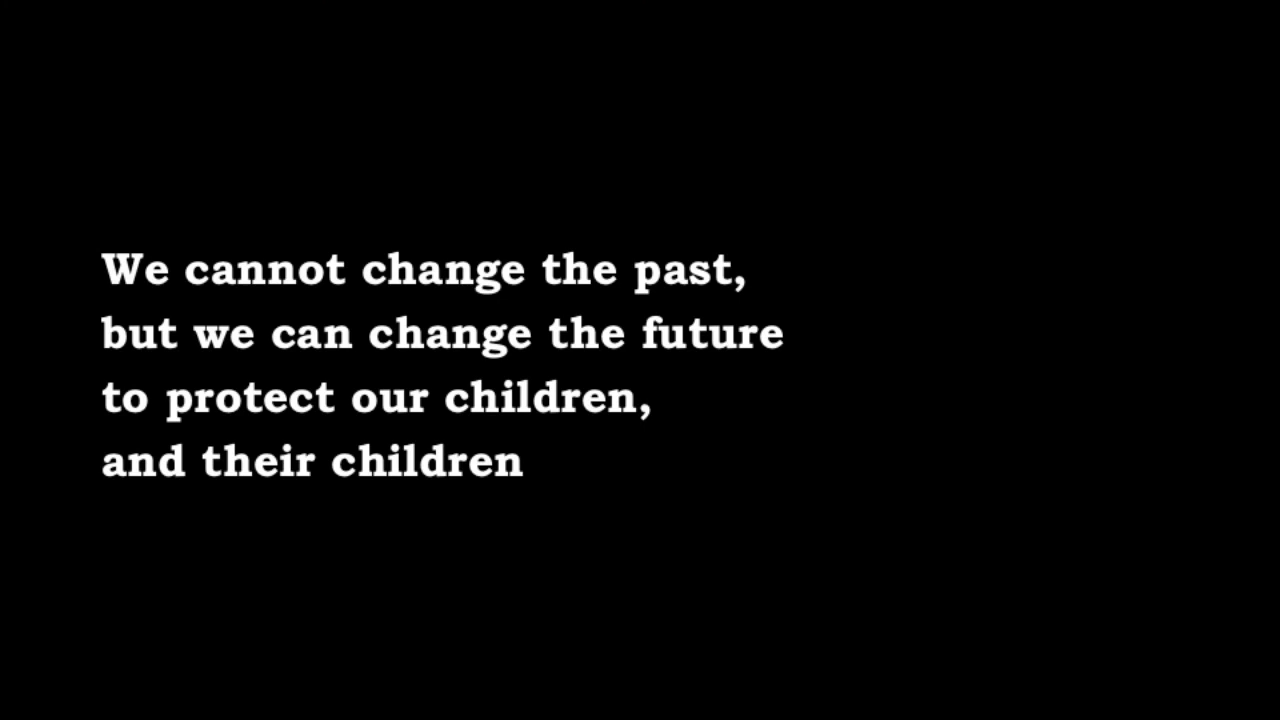 We cannot change the past,
but we can change the future
to protect our children,
and their children